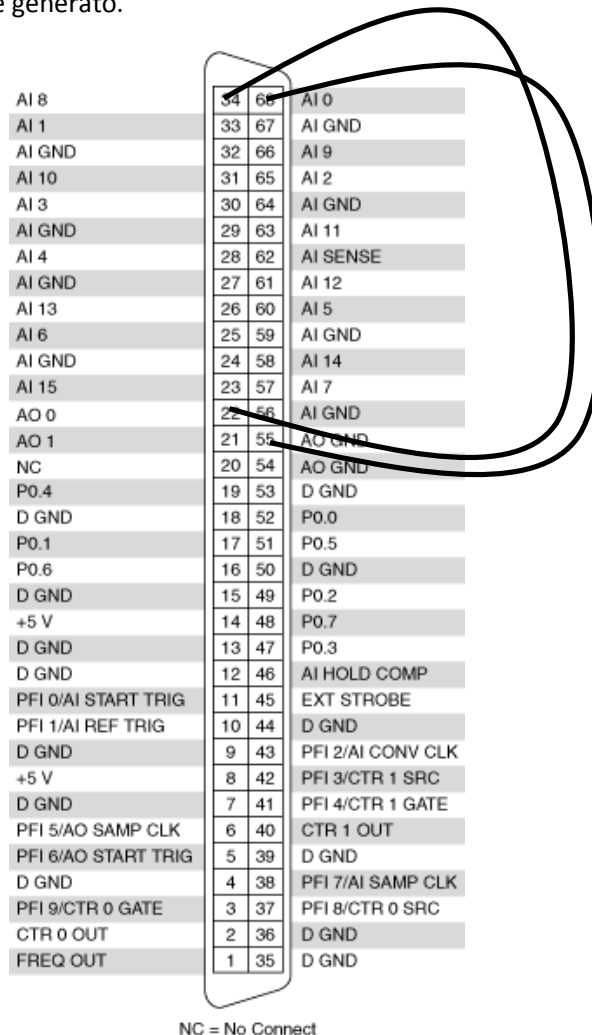 e generato.
AI 8 34 68 AI 0
AI 1 33 67 AI GND
AI GND 32 66 AI 9
AI 10 31 65 AI 2
AI 3 30 64 AI GND
AI GND 29 63 AI 11
AI 4 28 62 AI SENSE
AI GND 27 61 AI 12
AI 13 26 60 AI 5
AI 6 25 59 AI GND
AI GND 24 58 AI 14
AI 15 23 57 AI 7
AO 0 22 56 AI GND
AO 1 21 55 AO GND
NC 20 54 AO GND
P0.4 19 53 D GND
D GND 18 52 P0.0
P0.1 17 51 P0.5
P0.6 16 50 D GND
D GND 15 49 P0.2
+5 V 14 48 P0.7
D GND 13 47 P0.3
D GND 12 46 AI HOLD COMP
PFI 0/AI START TRIG 11 45 EXT STROBE
PFI 1/AI REF TRIG 10 44 D GND
D GND 9 43 PFI 2/AI CONV CLK
+5 V 8 42 PFI 3/CTR 1 SRC
D GND 7 41 PFI 4/CTR 1 GATE
PFI 5/AO SAMP CLK 6 40 CTR 1 OUT
PFI 6/AO START TRIG 5 39 D GND
D GND 4 38 PFI 7/AI SAMP CLK
PFI 9/CTR 0 GATE 3 37 PFI 8/CTR 0 SRC
CTR 0 OUT 2 36 D GND
FREQ OUT 1 35 D GND
NC = No Connect